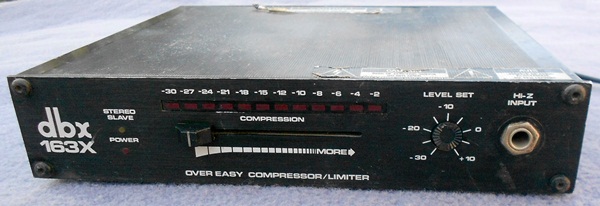 dbx
163X
STEREO
SLAVE
POWER
-30 -27 -24 -21 -18 -15 -12 -10 -8 -6 -4 -2
COMPRESSION
MORE
OVER EASY COMPRESSOR/LIMITER
LEVEL SET
-10
-20 0
-30 +10
Hi-Z
INPUT